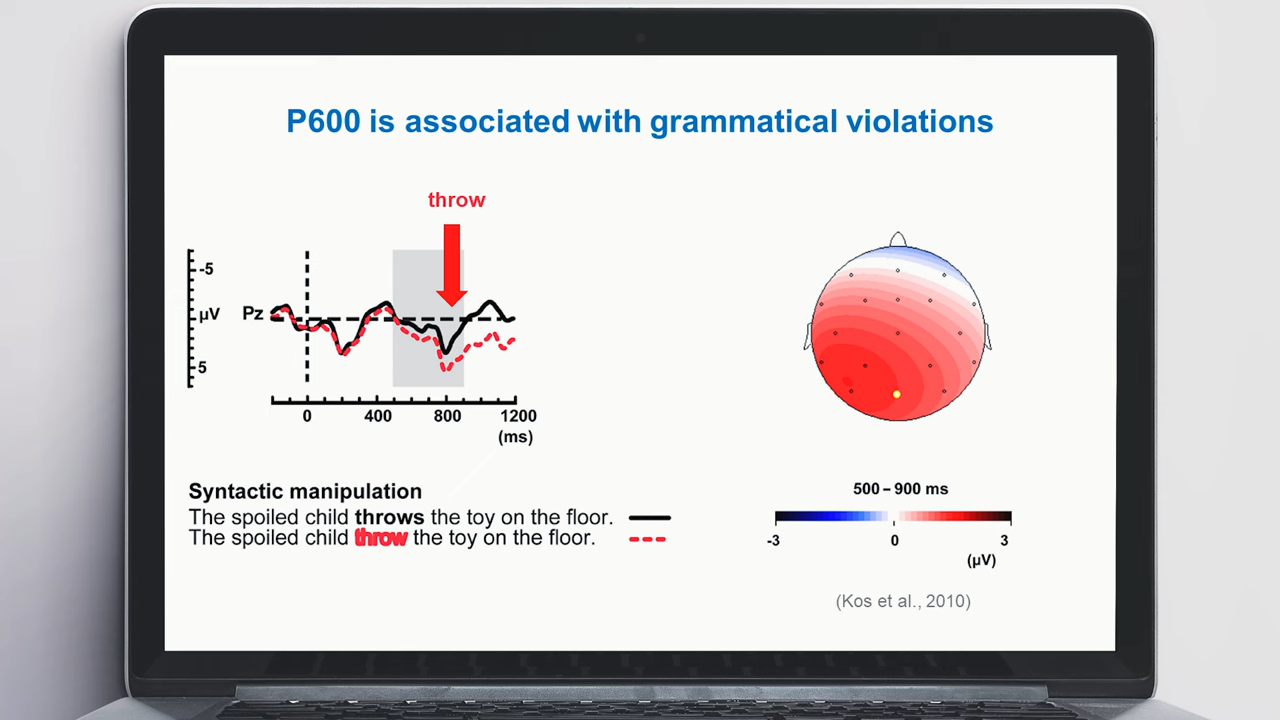 P600 is associated with grammatical violations
throw
-5
µV
Pz
5
0 400 800 1200
(ms)
Syntactic manipulation
The spoiled child throws the toy on the floor.
The spoiled child throw the toy on the floor.
500 – 900 ms
-3 0 3
(µV)
(Kos et al., 2010)